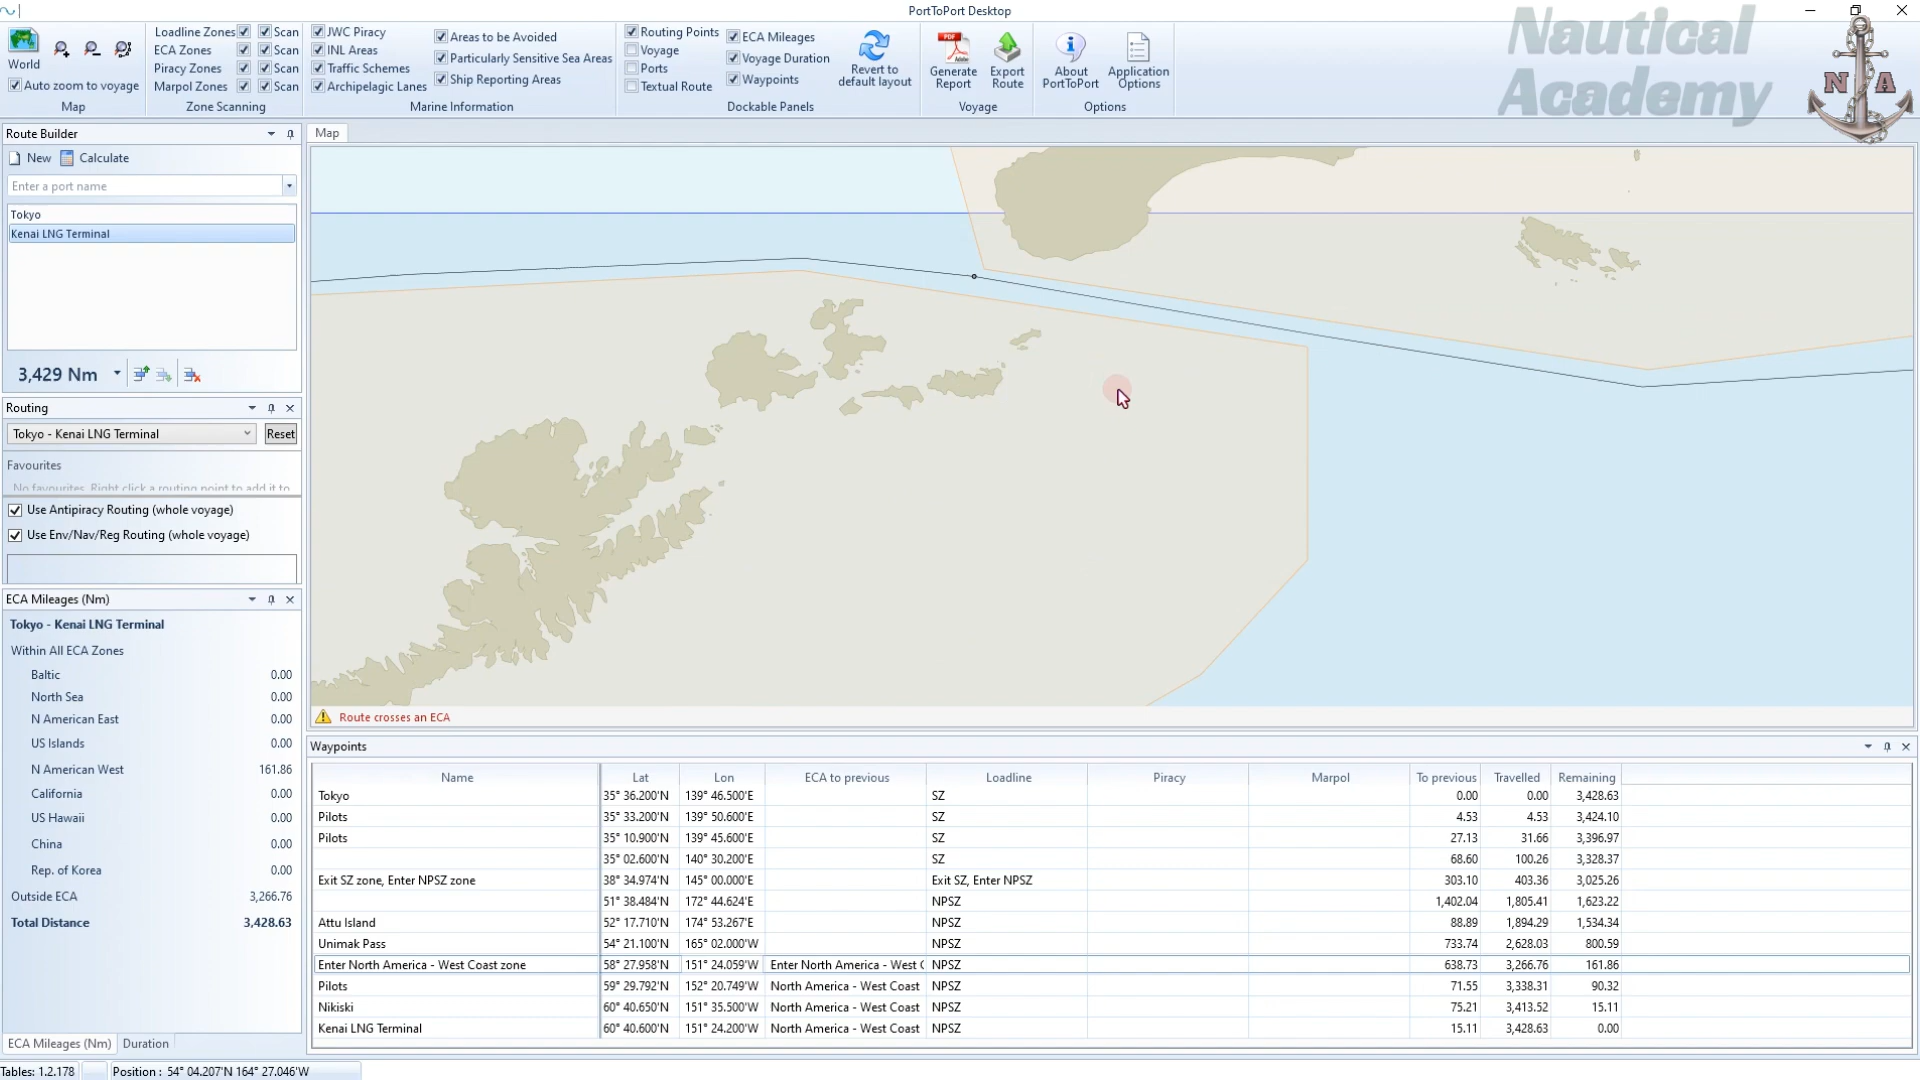 PortToPort Desktop
World
Auto zoom to voyage
Map
Loadline Zones Scan
ECA Zones Scan
Piracy Zones Scan
Marpol Zones Scan
Zone Scanning
JWC Piracy
INL Areas
Traffic Schemes
Archipelagic Lanes
Areas to be Avoided
Particularly Sensitive Sea Areas
Ship Reporting Areas
Marine Information
Routing Points
Voyage
Ports
Textual Route
ECA Mileages
Voyage Duration
Waypoints
Revert to
default layout
Dockable Panels
Generate
Report
Export
Route
Voyage
About
PortToPort
Application
Options
Options
Nautical
Academy
N A
Route Builder
New Calculate
Enter a port name
Tokyo
Kenai LNG Terminal
3,429 Nm
Routing
Tokyo - Kenai LNG Terminal Reset
Favourites
No favourites. Right click a routing point to add it to
Use Antipiracy Routing (whole voyage)
Use Env/Nav/Reg Routing (whole voyage)
ECA Mileages (Nm)
Tokyo - Kenai LNG Terminal
Within All ECA Zones
Baltic 0.00
North Sea 0.00
N American East 0.00
US Islands 0.00
N American West 161.86
California 0.00
US Hawaii 0.00
China 0.00
Rep. of Korea 0.00
Outside ECA 3,266.76
Total Distance 3,428.63
ECA Mileages (Nm) Duration
Tables: 1.2.178 Position : 54° 04.207'N 164° 27.046'W
Map
Route crosses an ECA
Waypoints
Name Lat Lon ECA to previous Loadline Piracy Marpol To previous Travelled Remaining
Tokyo 35° 36.200'N 139° 46.500'E SZ 0.00 0.00 3,428.63
Pilots 35° 33.200'N 139° 50.600'E SZ 4.53 4.53 3,424.10
Pilots 35° 10.900'N 139° 45.600'E SZ 27.13 31.66 3,396.97
35° 02.600'N 140° 30.200'E SZ 68.60 100.26 3,328.37
Exit SZ zone, Enter NPSZ zone 38° 34.974'N 145° 00.000'E Exit SZ, Enter NPSZ 303.10 403.36 3,025.26
51° 38.484'N 172° 44.624'E NPSZ 1,402.04 1,805.41 1,623.22
Attu Island 52° 17.710'N 174° 53.267'E NPSZ 88.89 1,894.29 1,534.34
Unimak Pass 54° 21.100'N 165° 02.000'W NPSZ 733.74 2,628.03 800.59
Enter North America - West Coast zone 58° 27.958'N 151° 24.059'W Enter North America - West C NPSZ 638.73 3,266.76 161.86
Pilots 59° 29.792'N 152° 20.749'W North America - West Coast NPSZ 71.55 3,338.31 90.32
Nikiski 60° 40.650'N 151° 35.500'W North America - West Coast NPSZ 75.21 3,413.52 15.11
Kenai LNG Terminal 60° 40.600'N 151° 24.200'W North America - West Coast NPSZ 15.11 3,428.63 0.00